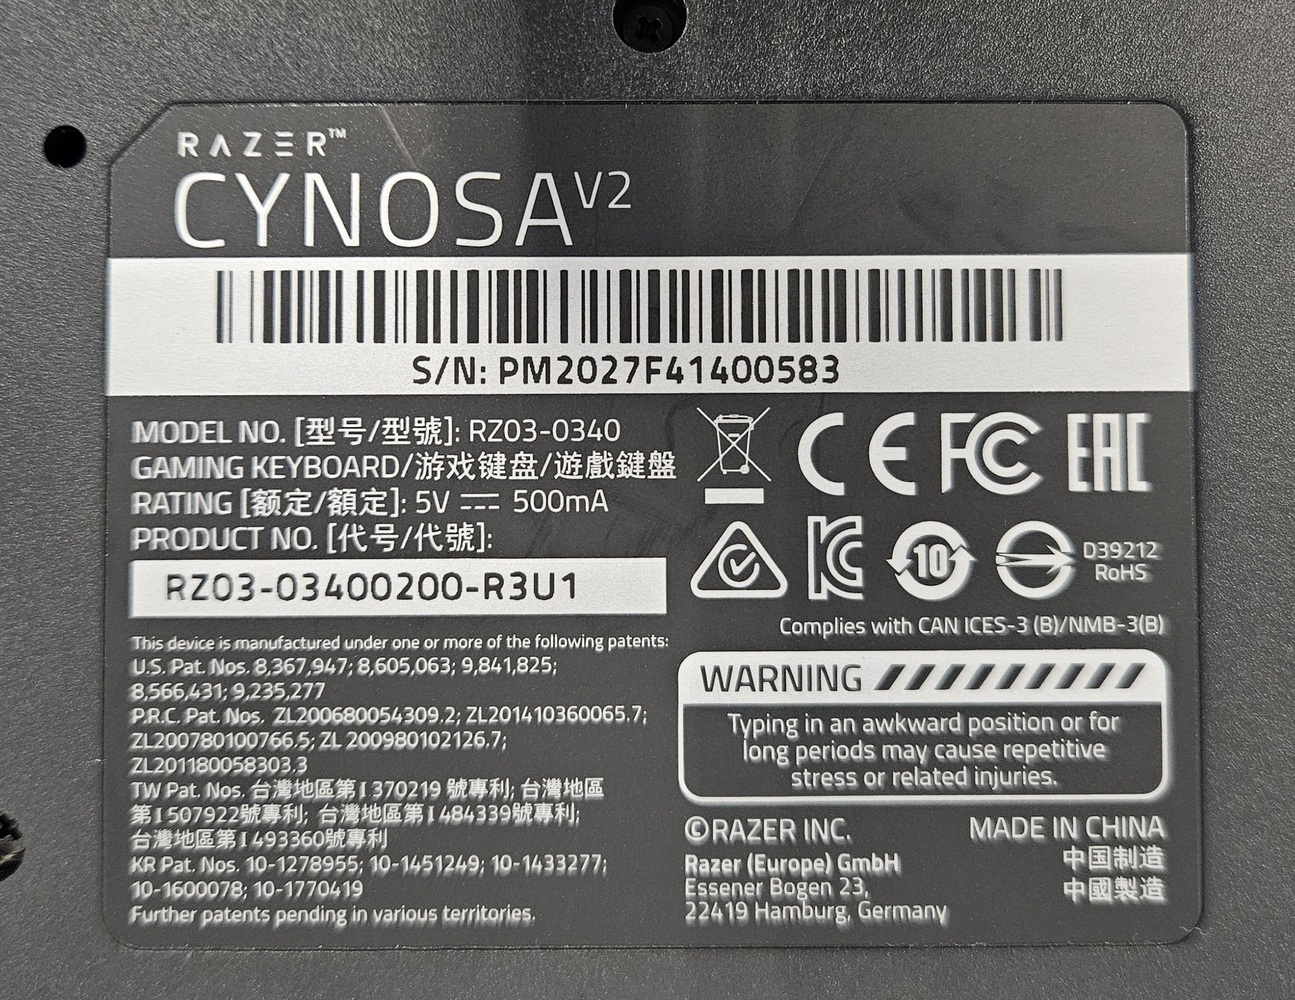 RAZER™
CYNOSA V2
S/N: PM2027F41400583
MODEL NO. [型号/型號]: RZ03-0340
GAMING KEYBOARD/游戏键盘/遊戲鍵盤
RATING [额定/額定]: 5V ⎓ 500mA
PRODUCT NO. [代号/代號]:
RZ03-03400200-R3U1
This device is manufactured under one or more of the following patents:
U.S. Pat. Nos. 8,367,947; 8,605,063; 9,841,825;
8,566,431; 9,235,277
P.R.C. Pat. Nos. ZL200680054309.2; ZL201410360065.7;
ZL200780100766.5; ZL 200980102126.7;
ZL201180058303.3
TW Pat. Nos. 台灣地區第I 370219 號專利; 台灣地區
第I 507922號專利; 台灣地區第I 484339號專利;
台灣地區第I 493360號專利
KR Pat. Nos. 10-1278955; 10-1451249; 10-1433277;
10-1600078; 10-1770419
Further patents pending in various territories.
CE FC EAC
KC 10 D39212
RoHS
Complies with CAN ICES-3 (B)/NMB-3(B)
WARNING
Typing in an awkward position or for
long periods may cause repetitive
stress or related injuries.
©RAZER INC.
Razer (Europe) GmbH
Essener Bogen 23,
22419 Hamburg, Germany
MADE IN CHINA
中国制造
中國製造